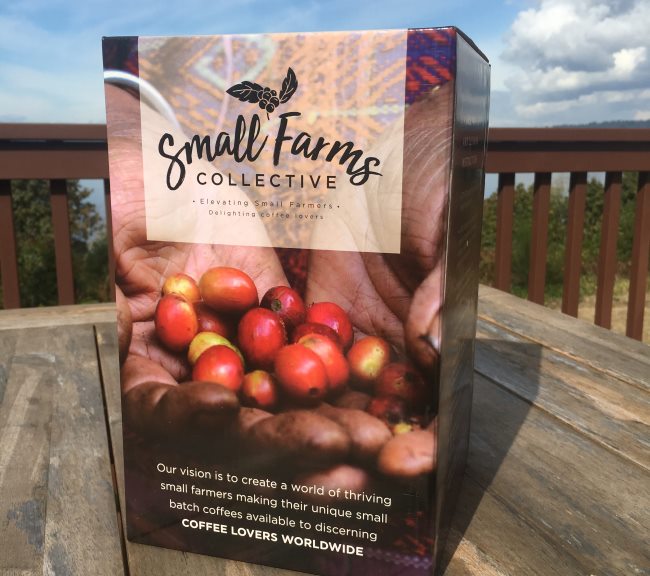 Small Farms
COLLECTIVE
• Elevating Small Farmers •
Delighting coffee lovers
Our vision is to create a world of thriving
small farmers making their unique small
batch coffees available to discerning
COFFEE LOVERS WORLDWIDE